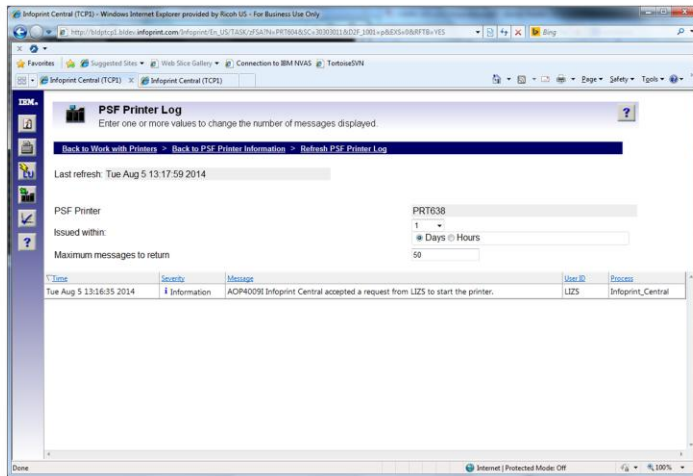 Infoprint Central (TCP1) - Windows Internet Explorer provided by Ricoh US - For Business Use Only
Bing
Favorites Suggested Sites Web Slice Gallery Connection to IBM NVAS TortoiseSVN
Infoprint Central (TCP1) Infoprint Central (TCP1) Page Safety Tools
IBM.
PSF Printer Log
Enter one or more values to change the number of messages displayed.
Back to Work with Printers > Back to PSF Printer Information > Refresh PSF Printer Log
Last refresh: Tue Aug 5 13:17:59 2014
PSF Printer PRT638
Issued within: 1
Days Hours
Maximum messages to return 50
Time Severity Message User ID Process
Tue Aug 5 13:16:35 2014 i Information AOP4009I Infoprint Central accepted a request from LIZS to start the printer. LIZS Infoprint_Central
Done Internet | Protected Mode: Off 100%